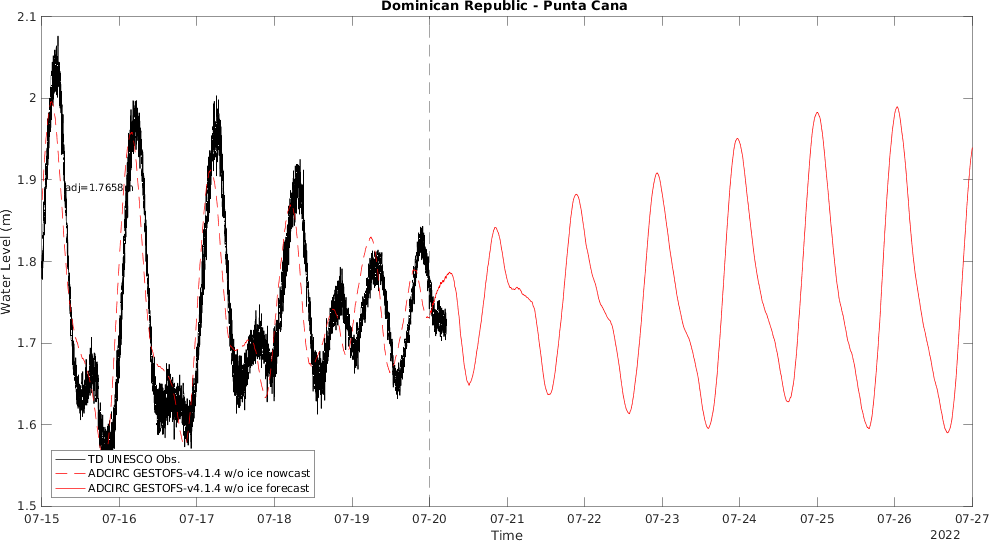 Dominican Republic - Punta Cana
2.1
2
1.9
1.8
1.7
1.6
1.5
Water Level (m)
adj=1.7658
TD UNESCO Obs.
ADCIRC GESTOFS-v4.1.4 w/o ice nowcast
ADCIRC GESTOFS-v4.1.4 w/o ice forecast
07-15 07-16 07-17 07-18 07-19 07-20 07-21 07-22 07-23 07-24 07-25 07-26 07-27
Time
2022